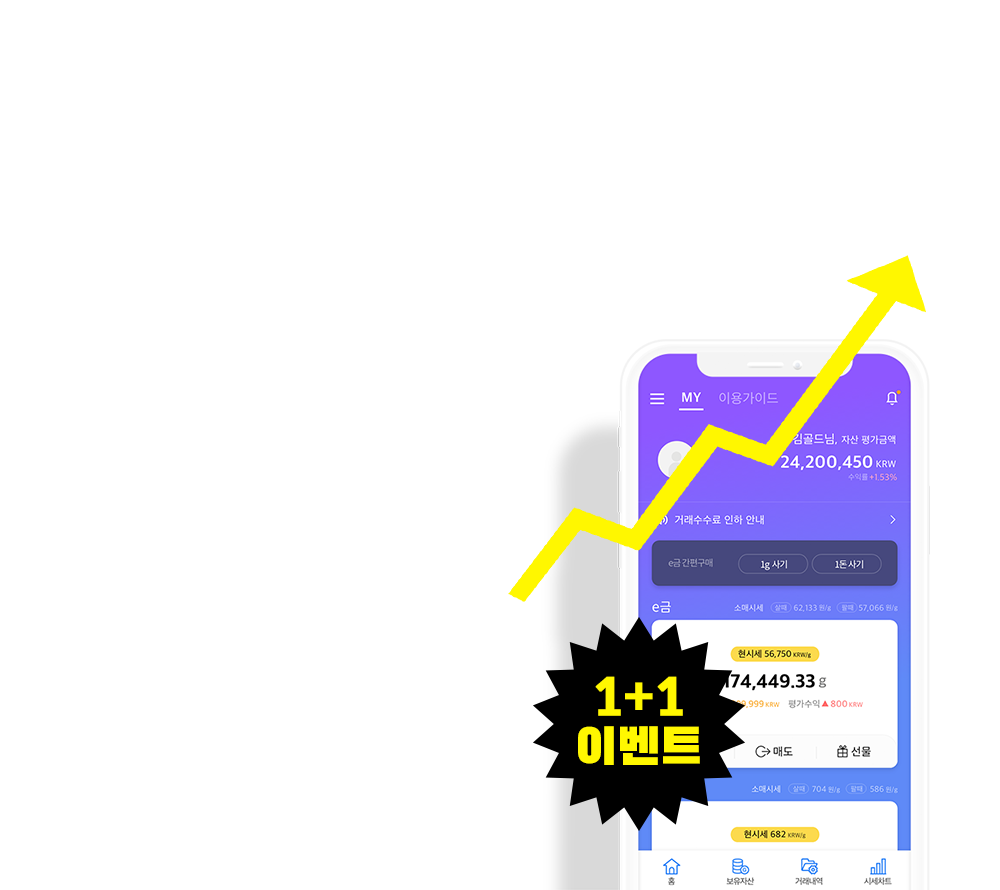 MY 이용가이드
김골드님, 자산 평가금액
24,200,450 KRW
수익률 +1.53%
거래수수료 인하 안내
e금 간편구매 1g 사기 1돈 사기
e금 소매시세 살때 62,133 원/g 팔때 57,066 원/g
현시세 56,750 KRW/g
174,449.33 g
9,999 KRW 평가수익 ▲ 800 KRW
매도 선물
1+1
이벤트
소매시세 살때 704 원/g 팔때 586 원/g
현시세 682 KRW/g
홈 보유자산 거래내역 시세차트